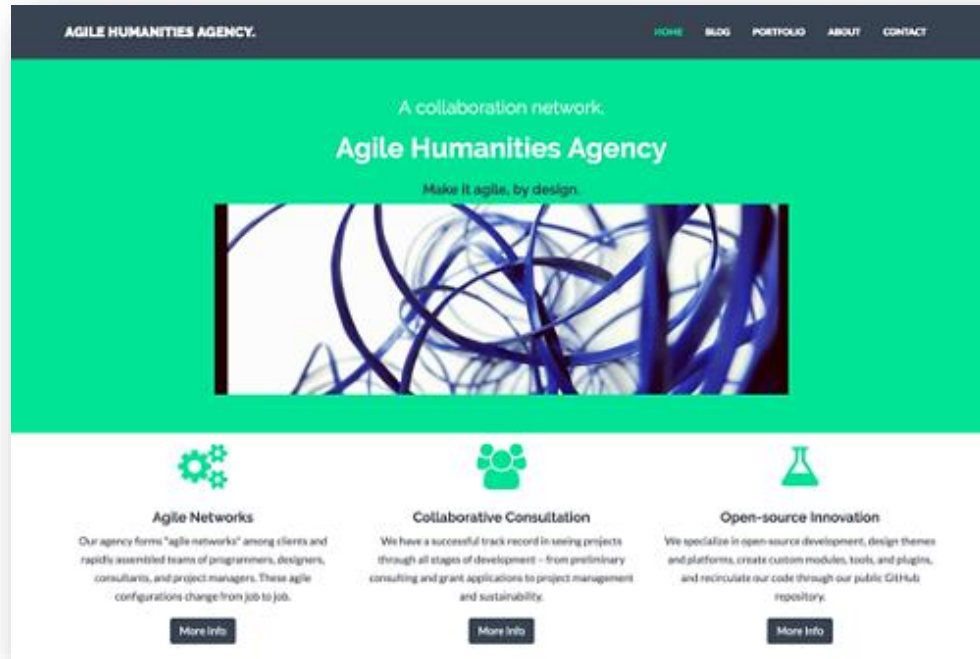 AGILE HUMANITIES AGENCY.
HOME BLOG PORTFOLIO ABOUT CONTACT
A collaboration network.
Agile Humanities Agency
Make it agile, by design.
Agile Networks
Our agency forms "agile networks" among clients and
rapidly assembled teams of programmers, designers,
consultants, and project managers. These agile
configurations change from job to job.
More Info
Collaborative Consultation
We have a successful track record in seeing projects
through all stages of development – from preliminary
consulting and grant applications to project management
and sustainability.
More Info
Open-source Innovation
We specialize in open-source development, design themes
and platforms, create custom modules, tools, and plugins,
and recirculate our code through our public GitHub
repository.
More Info